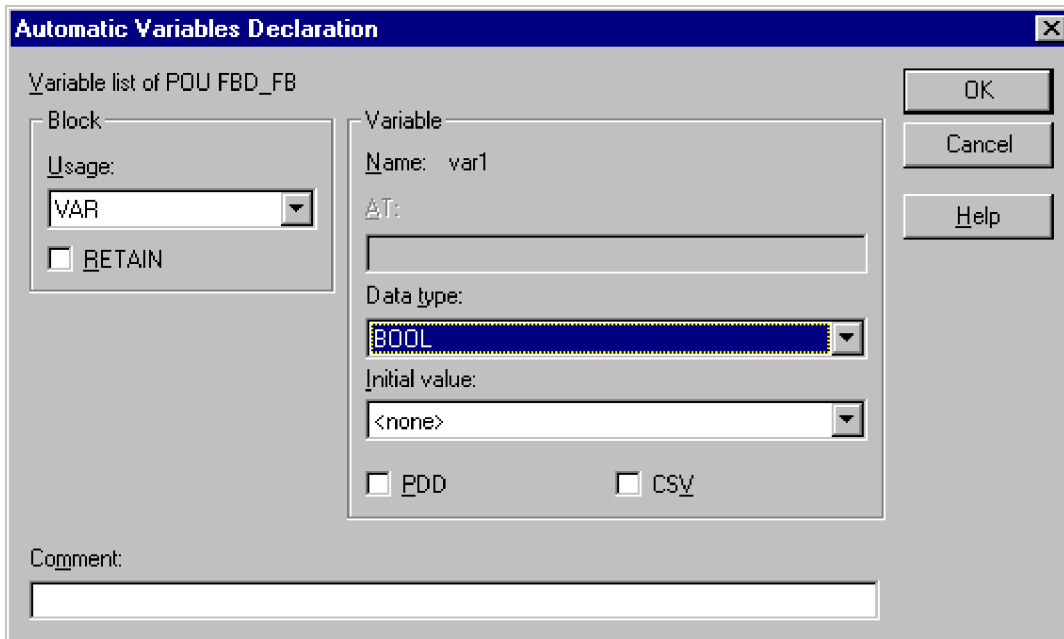 Automatic Variables Declaration
Variable list of POU FBD_FB
Block
Usage:
VAR
RETAIN
Variable
Name: var1
AT:
Data type:
BOOL
Initial value:
<none>
PDD
CSV
OK
Cancel
Help
Comment: